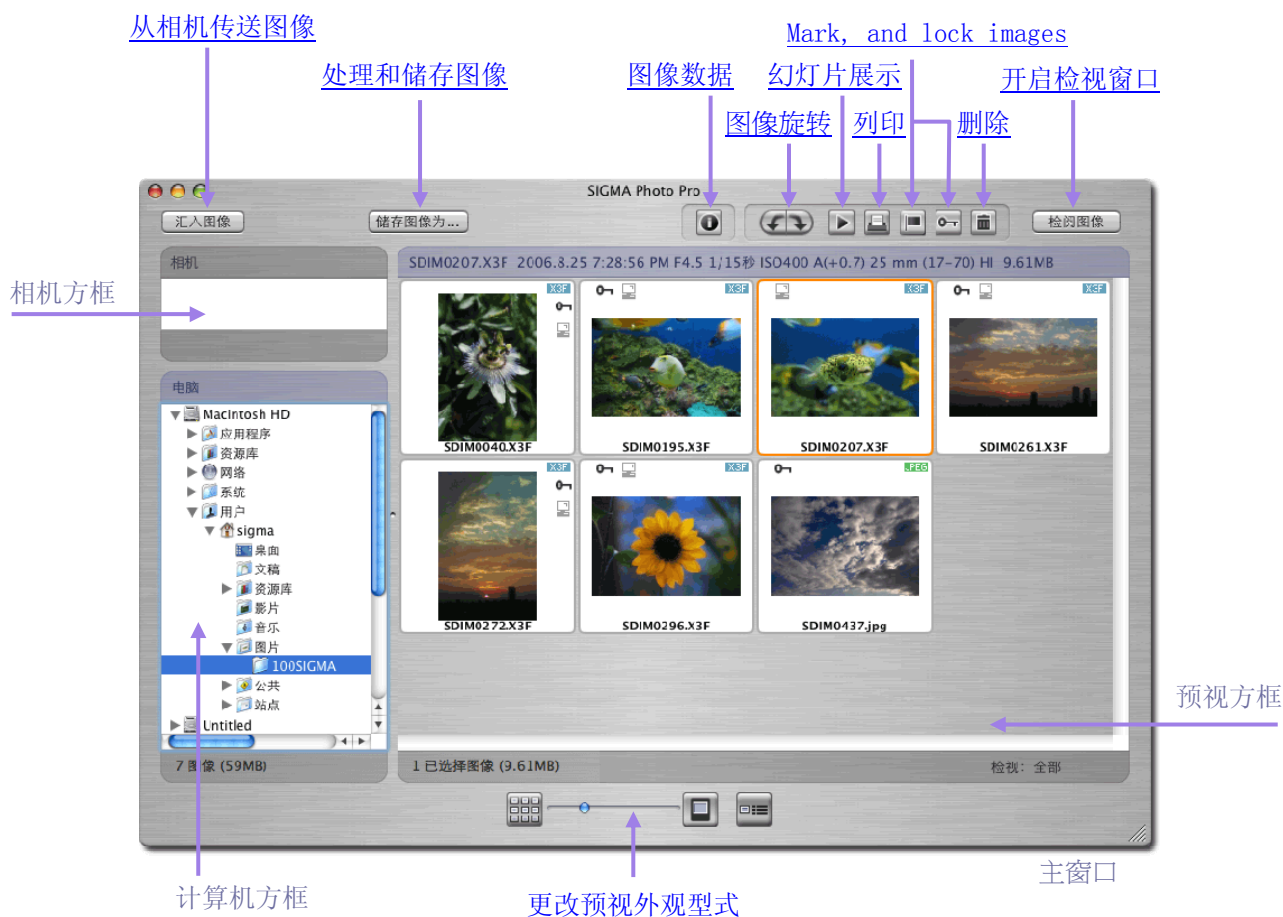 从相机传送图像
Mark, and lock images
处理和储存图像
图像数据
幻灯片展示
开启检视窗口
图像旋转
列印
删除
SIGMA Photo Pro
汇入图像
储存图像为...
检阅图像
相机
SDIM0207.X3F 2006.8.25 7:28:56 PM F4.5 1/15秒 ISO400 A(+0.7) 25 mm (17-70) HI 9.61MB
相机方框
X3F
X3F
X3F
X3F
SDIM0040.X3F
SDIM0195.X3F
SDIM0207.X3F
SDIM0261.X3F
电脑
Macintosh HD
应用程序
资源库
网络
系统
用户
sigma
桌面
文稿
资源库
影片
音乐
图片
100SIGMA
公共
站点
Untitled
X3F
X3F
JPEG
SDIM0272.X3F
SDIM0296.X3F
SDIM0437.jpg
预视方框
7 图像 (59MB)
1 已选择图像 (9.61MB)
检视: 全部
主窗口
计算机方框
更改预视外观型式